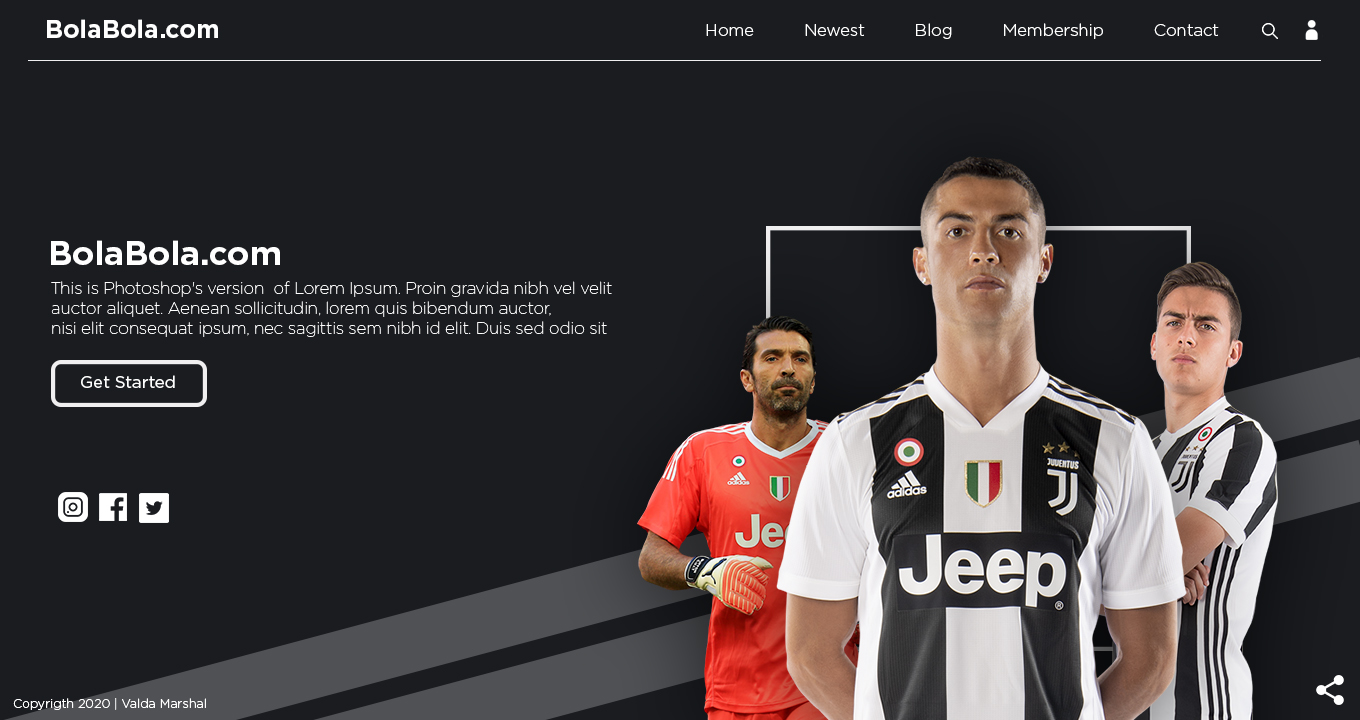 BolaBola.com
Home
Newest
Blog
Membership
Contact
BolaBola.com
This is Photoshop's version  of Lorem Ipsum. Proin gravida nibh vel velit
auctor aliquet. Aenean sollicitudin, lorem quis bibendum auctor,
nisi elit consequat ipsum, nec sagittis sem nibh id elit. Duis sed odio sit
Get Started
adidas
JUVENTUS
Jee
Jeep
®
Copyrigth 2020 | Valda Marshal